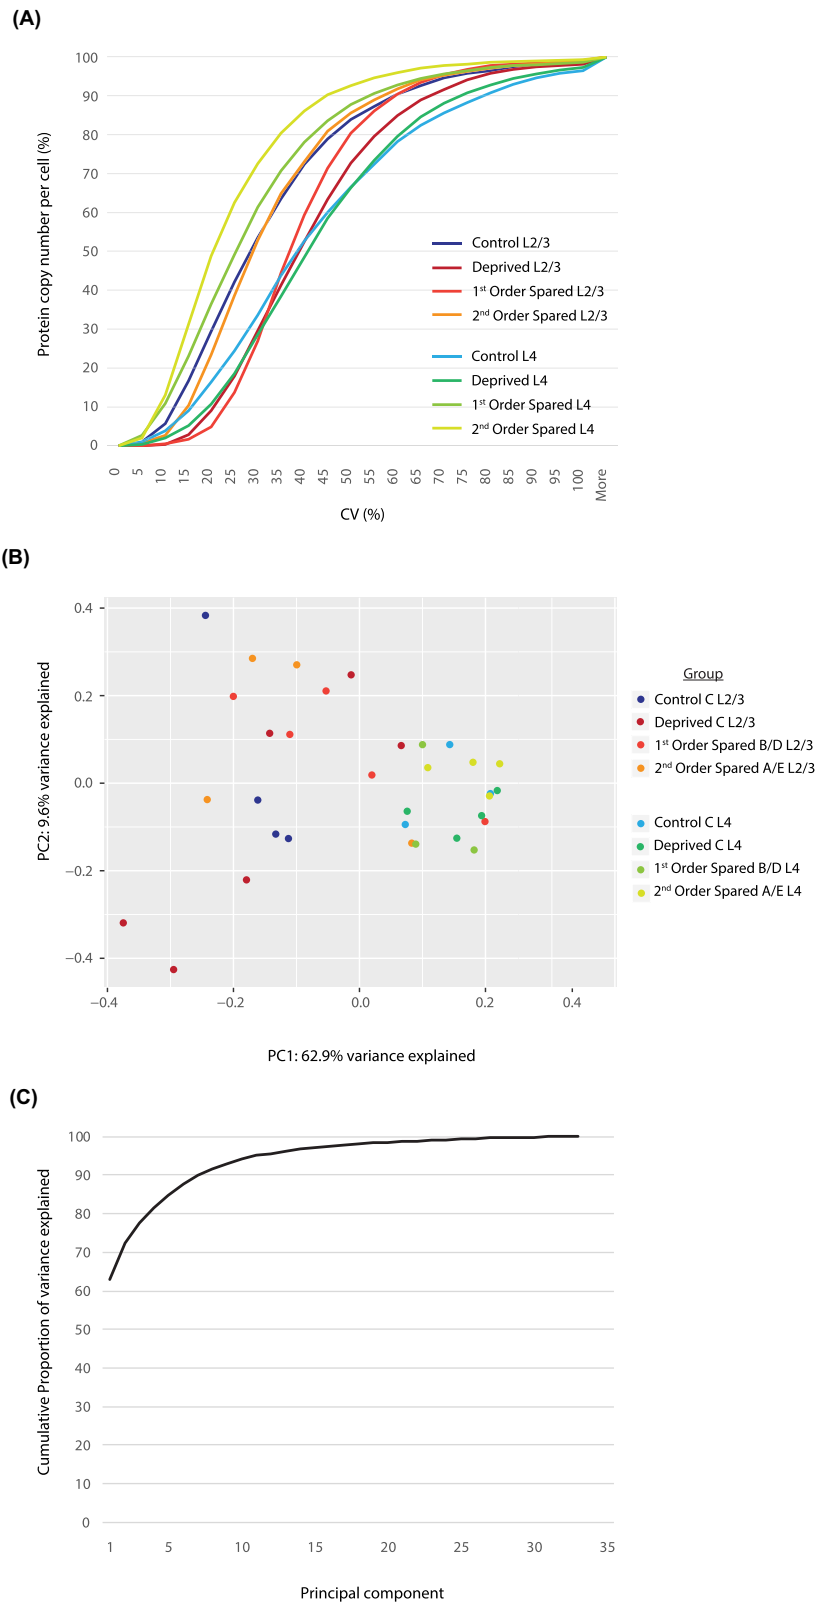 (A)
Protein copy number per cell (%)
100
90
80
70
60
50
40
30
20
10
0
Control L2/3
Deprived L2/3
1st Order Spared L2/3
2nd Order Spared L2/3
Control L4
Deprived L4
1st Order Spared L4
2nd Order Spared L4
0 5 10 15 20 25 30 35 40 45 50 55 60 65 70 75 80 85 90 95 100 More
CV (%)
(B)
PC2: 9.6% variance explained
0.4
0.2
0.0
−0.2
−0.4
−0.4 −0.2 0.0 0.2 0.4
PC1: 62.9% variance explained
Group
Control C L2/3
Deprived C L2/3
1st Order Spared B/D L2/3
2nd Order Spared A/E L2/3
Control C L4
Deprived C L4
1st Order Spared B/D L4
2nd Order Spared A/E L4
(C)
Cumulative Proportion of variance explained
100
90
80
70
60
50
40
30
20
10
0
1 5 10 15 20 25 30 35
Principal component